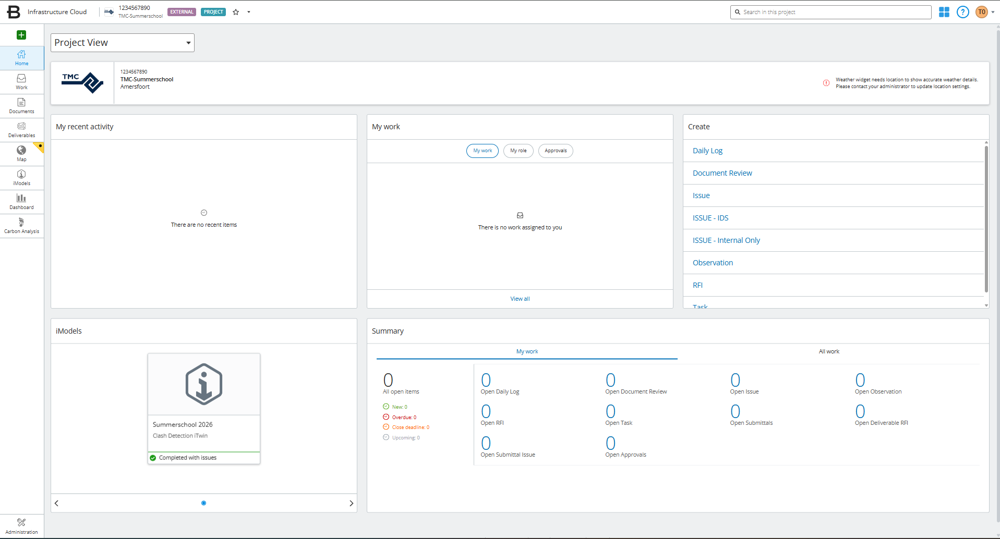 Infrastructure Cloud
1234567890
TMC-Summerschool
EXTERNAL
PROJECT
Search in this project
?
T0
Home
Work
Documents
Deliverables
Map
iModels
Dashboard
Carbon Analysis
Administration
Project View
TMC
1234567890
TMC-Summerschool
Amersfoort
Weather widget needs location to show accurate weather details.
Please contact your administrator to update location settings.
My recent activity
There are no recent items
My work
My work
My role
Approvals
There is no work assigned to you
View all
Create
Daily Log
Document Review
Issue
ISSUE - IDS
ISSUE - Internal Only
Observation
RFI
Task
iModels
Summerschool 2026
Clash Detection iTwin
Completed with issues
Summary
My work
All work
0
All open items
New: 0
Overdue: 0
Close deadline: 0
Upcoming: 0
0
Open Daily Log
0
Open Document Review
0
Open Issue
0
Open Observation
0
Open RFI
0
Open Task
0
Open Submittals
0
Open Deliverable RFI
0
Open Submittal Issue
0
Open Approvals